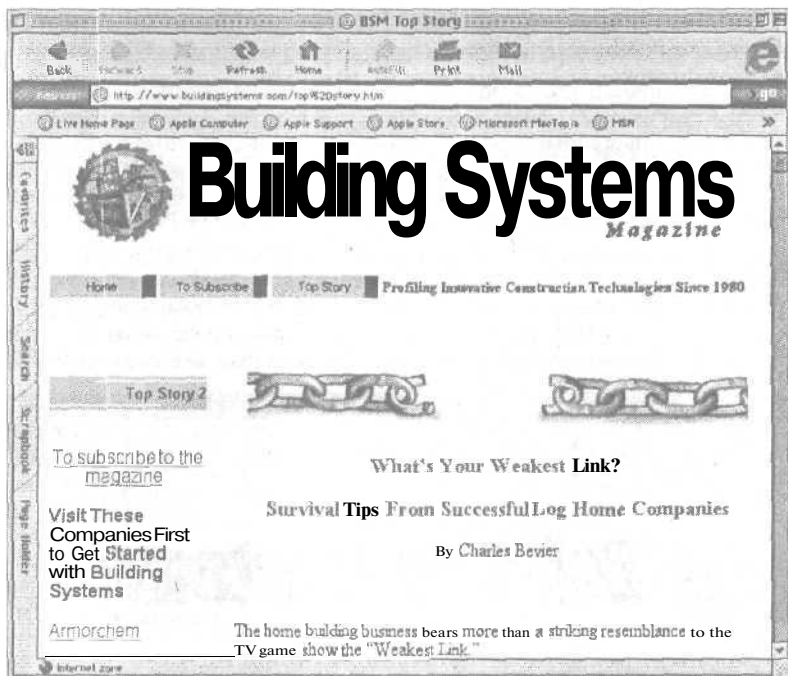 BSM Top Story
Back Forward Stop Refresh Home AutoFill Print Mail
http://www.buildingsystems.com/top%20story.htm go
Live Home Page Apple Computer Apple Support Apple Store Microsoft MacTopia MSN
Favorites
History
Search
Scrapbook
Page Holder
Building Systems
Magazine
Home To Subscribe Top Story Profiling Innovative Construction Technologies Since 1980
Top Story 2
To subscribe to the
magazine
Visit These
Companies First
to Get Started
with Building
Systems
Armorchem
What's Your Weakest Link?
Survival Tips From Successful Log Home Companies
By Charles Bevier
The home building business bears more than a striking resemblance to the
TV game show the "Weakest Link."
Internet zone